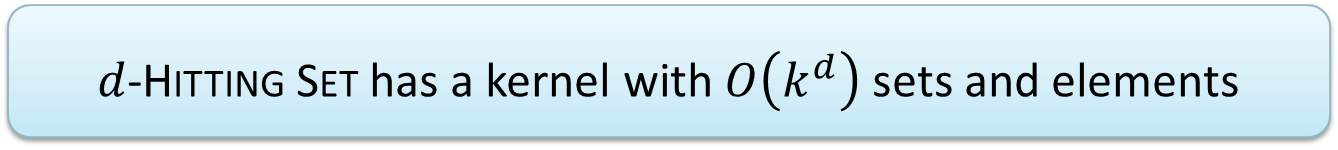 d-HITTING SET has a kernel with O(k^d) sets and elements